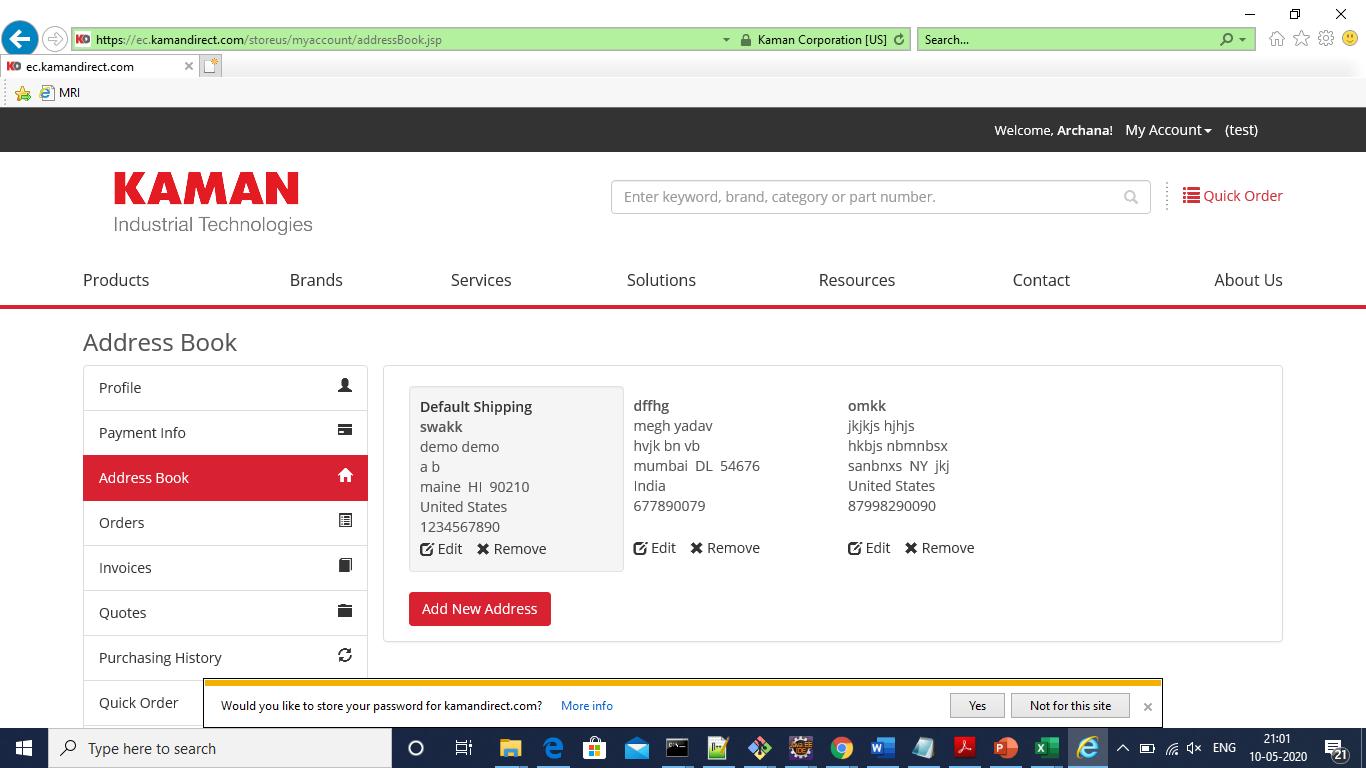 https://ec.kamandirect.com/storeus/myaccount/addressBook.jsp
Kaman Corporation [US]
Search...
ec.kamandirect.com
MRI
Welcome, Archana! My Account (test)
KAMAN
Industrial Technologies
Enter keyword, brand, category or part number.
Quick Order
Products Brands Services Solutions Resources Contact About Us
Address Book
Profile
Payment Info
Address Book
Orders
Invoices
Quotes
Purchasing History
Quick Order
Default Shipping
swakk
demo demo
a b
maine HI 90210
United States
1234567890
Edit Remove
dffhg
megh yadav
hvjk bn vb
mumbai DL 54676
India
677890079
Edit Remove
omkk
jkjkjs hjhjs
hkbjs nbmnbsx
sanbnxs NY jkj
United States
87998290090
Edit Remove
Add New Address
Would you like to store your password for kamandirect.com? More info Yes Not for this site
Type here to search
ENG
21:01
10-05-2020
21